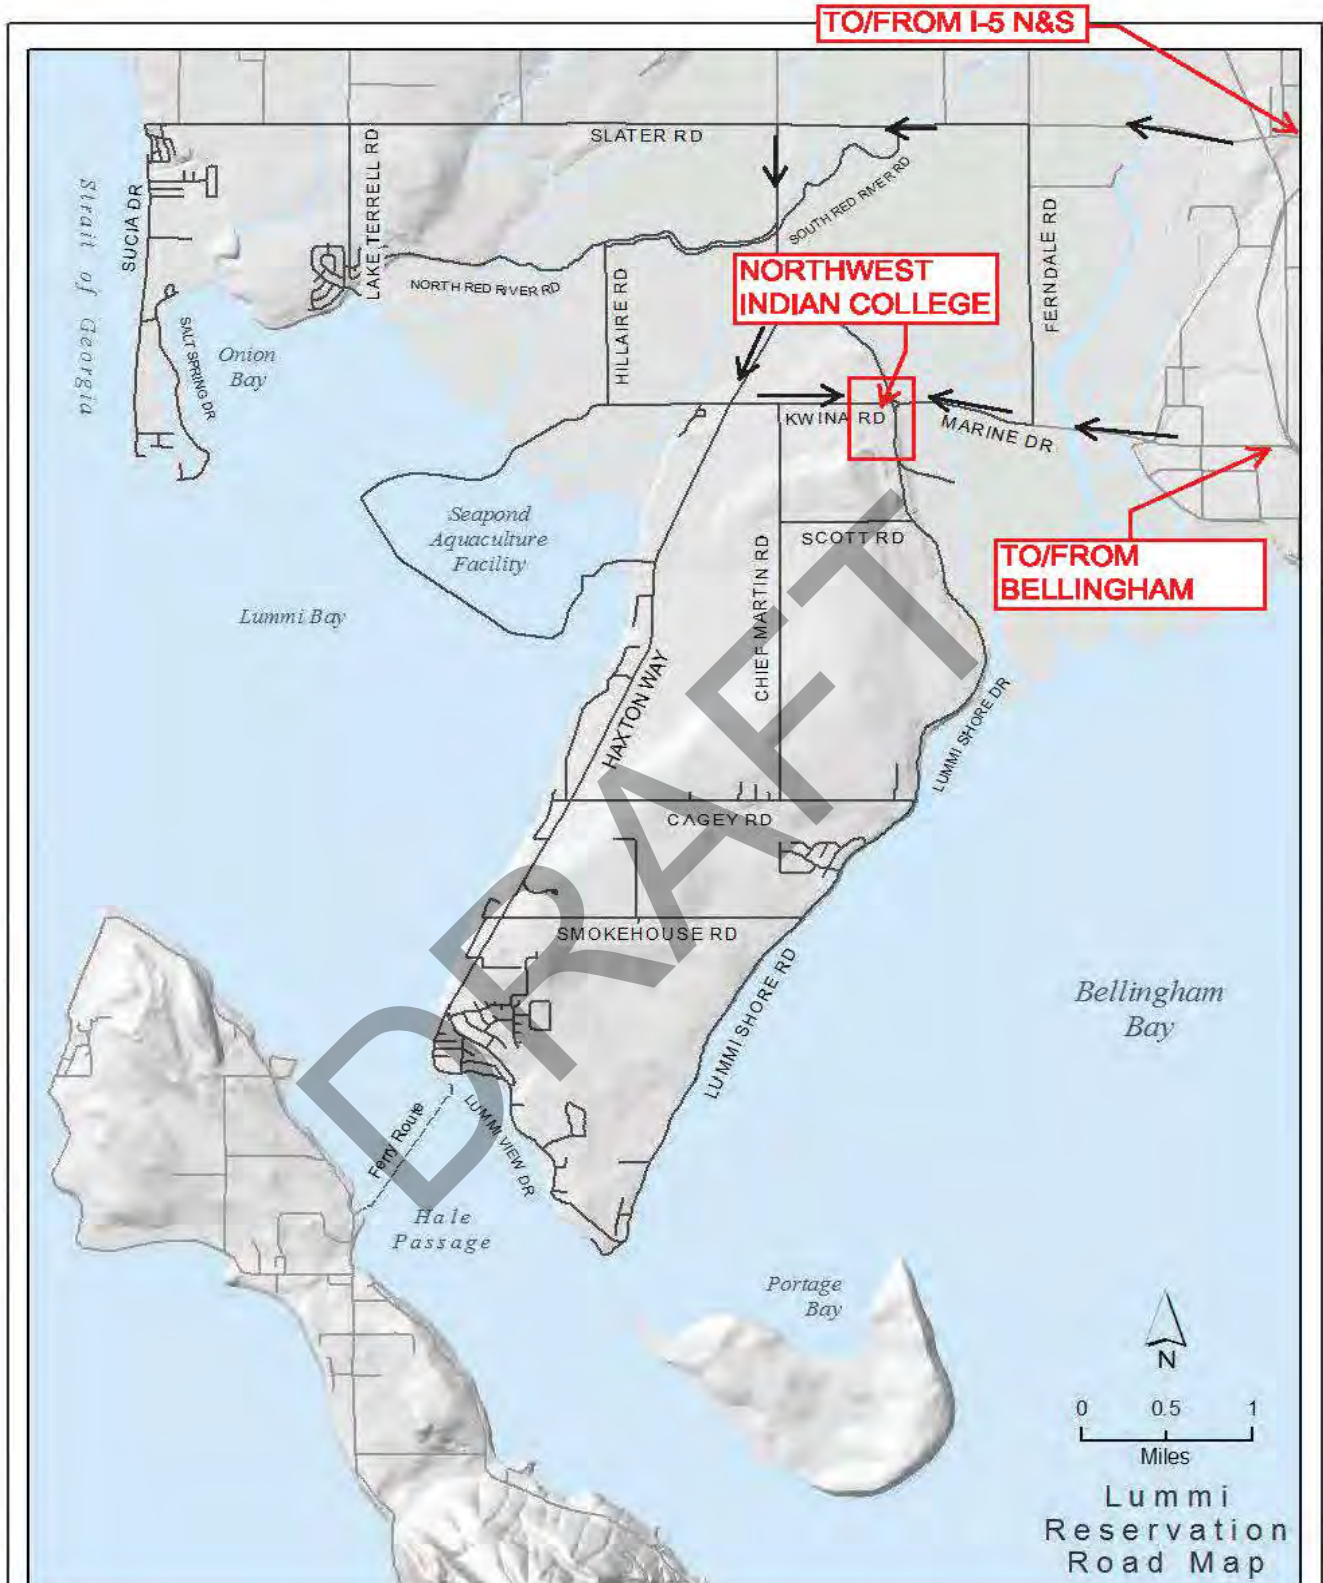 TO/FROM I-5 N&S
SLATER RD
LAKE TERRELL RD
SUCIA DR
Strait of Georgia
SOUTH RED RIVER RD
FERNDALE RD
NORTH RED RIVER RD
HILLAIRE RD
NORTHWEST
INDIAN COLLEGE
SALT SPRING DR
Onion
Bay
KWINA RD
MARINE DR
Seapond
Aquaculture
Facility
SCOTT RD
CHIEF MARTIN RD
TO/FROM
BELLINGHAM
Lummi Bay
HAXTON WAY
LUMMI SHORE DR
CAGEY RD
DRAFT
SMOKEHOUSE RD
LUMMI SHORE RD
Bellingham
Bay
Ferry Route
LUMMI VIEW DR
Hale
Passage
Portage
Bay
N
0 0.5 1
Miles
Lummi
Reservation
Road Map